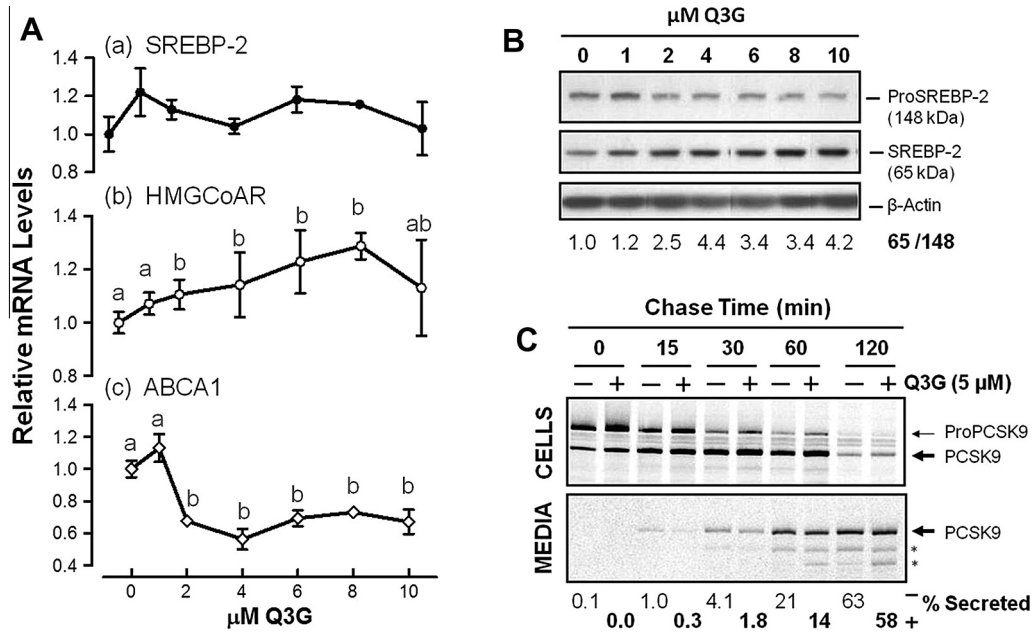 A
Relative mRNA Levels
(a) SREBP-2
1.4
1.2
1.0
0.8
(b) HMGCoAR
1.4
1.2
1.0
0.8
a a b b b b ab
(c) ABCA1
1.4
1.2
1.0
0.8
0.6
0.4
a a b b b b b
0 2 4 6 8 10
µM Q3G
B
µM Q3G
0 1 2 4 6 8 10
ProSREBP-2
(148 kDa)
SREBP-2
(65 kDa)
β-Actin
1.0 1.2 2.5 4.4 3.4 3.4 4.2 65 /148
C
Chase Time (min)
0 15 30 60 120
− + − + − + − + − + Q3G (5 µM)
CELLS
ProPCSK9
PCSK9
MEDIA
PCSK9
*
*
0.1 1.0 4.1 21 63 −
% Secreted
0.0 0.3 1.8 14 58 +